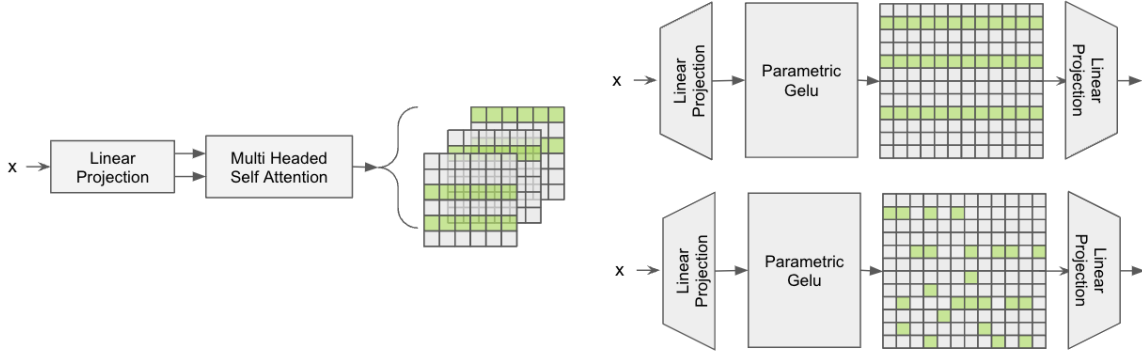 x
Linear
Projection
Multi Headed
Self Attention
x
Linear
Projection
Parametric
Gelu
Linear
Projection
x
Linear
Projection
Parametric
Gelu
Linear
Projection